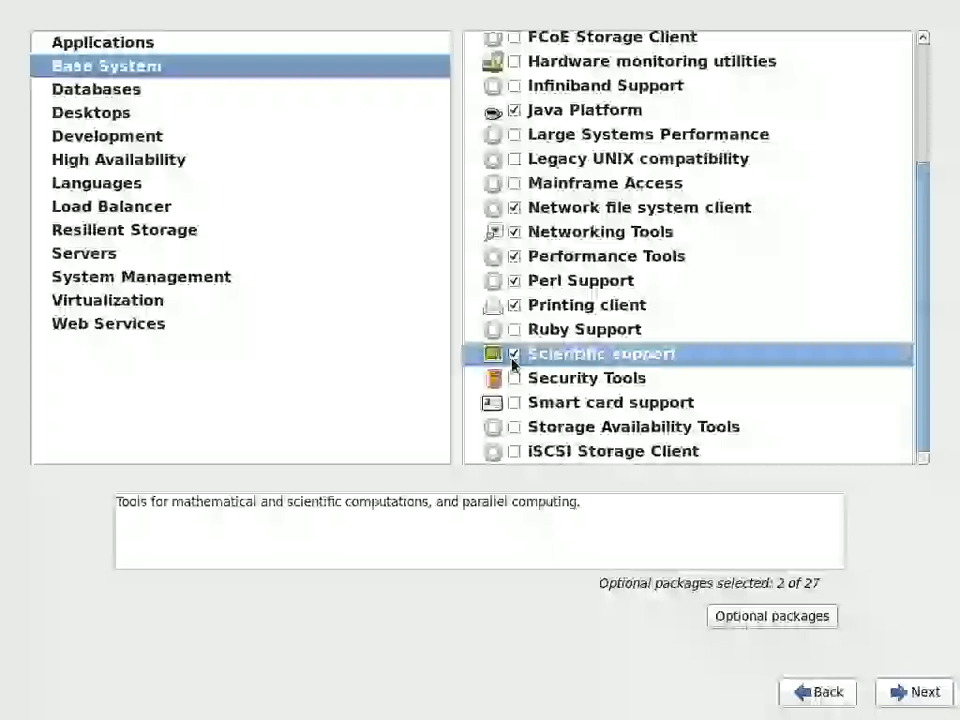 Applications
Base System
Databases
Desktops
Development
High Availability
Languages
Load Balancer
Resilient Storage
Servers
System Management
Virtualization
Web Services
FCoE Storage Client
Hardware monitoring utilities
Infiniband Support
Java Platform
Large Systems Performance
Legacy UNIX compatibility
Mainframe Access
Network file system client
Networking Tools
Performance Tools
Perl Support
Printing client
Ruby Support
Scientific support
Security Tools
Smart card support
Storage Availability Tools
iSCSI Storage Client
Tools for mathematical and scientific computations, and parallel computing.
Optional packages selected: 2 of 27
Optional packages
Back
Next